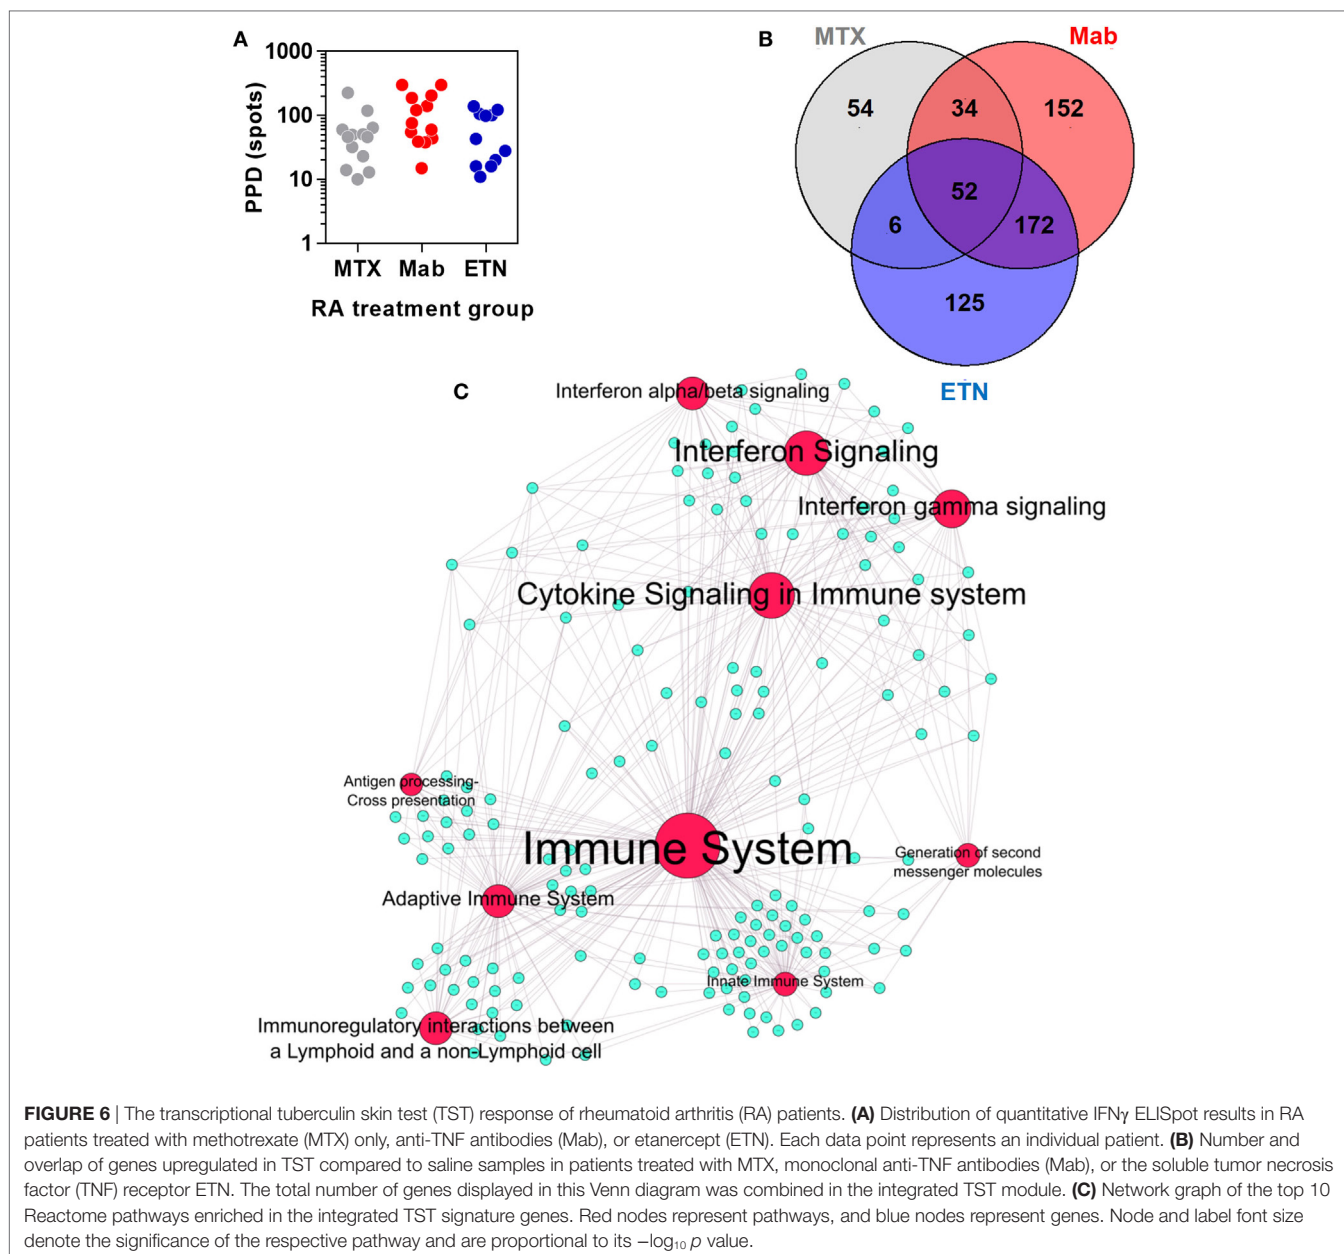 A
1000
100
10
1
PPD (spots)
MTX Mab ETN
RA treatment group
B
MTX
Mab
54
34
152
52
6
172
125
ETN
C
Interferon alpha/beta signaling
Interferon Signaling
Interferon gamma signaling
Cytokine Signaling in Immune system
Antigen processing-
Cross presentation
Immune System
Generation of second
messenger molecules
Adaptive Immune System
Innate Immune System
Immunoregulatory interactions between
a Lymphoid and a non-Lymphoid cell
FIGURE 6 | The transcriptional tuberculin skin test (TST) response of rheumatoid arthritis (RA) patients. (A) Distribution of quantitative IFNγ ELISpot results in RA
patients treated with methotrexate (MTX) only, anti-TNF antibodies (Mab), or etanercept (ETN). Each data point represents an individual patient. (B) Number and
overlap of genes upregulated in TST compared to saline samples in patients treated with MTX, monoclonal anti-TNF antibodies (Mab), or the soluble tumor necrosis
factor (TNF) receptor ETN. The total number of genes displayed in this Venn diagram was combined in the integrated TST module. (C) Network graph of the top 10
Reactome pathways enriched in the integrated TST signature genes. Red nodes represent pathways, and blue nodes represent genes. Node and label font size
denote the significance of the respective pathway and are proportional to its −log₁₀ p value.